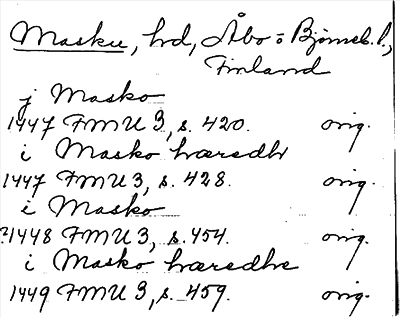 Masku, hd, Åbo o Björneb. l.,
Finland
j Masko
1447 FMU 3, s. 420. orig.
i Masko hæredh
1447 FMU 3, s. 428. orig.
i Masko
?1448 FMU 3, s. 454. orig.
i Masko hæredhe
1449 FMU 3, s. 459. orig.